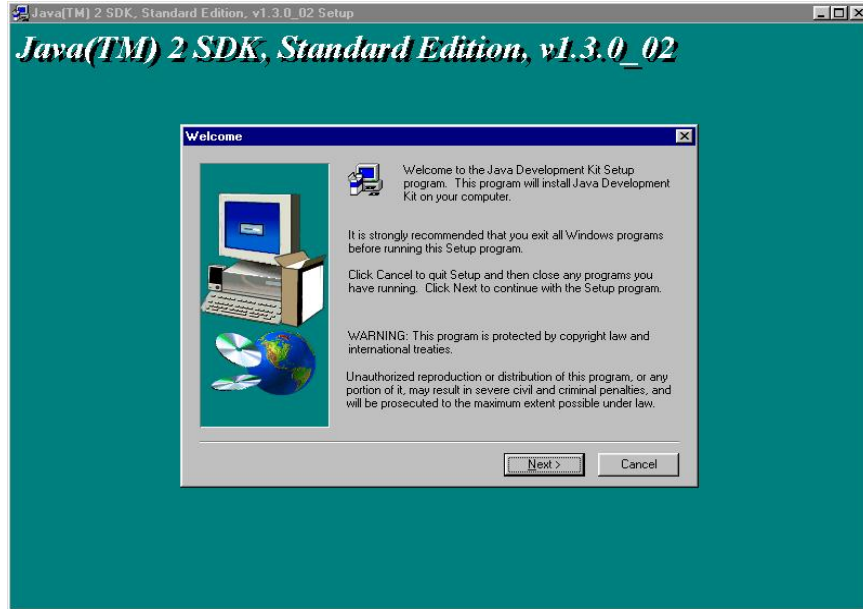 Java(TM) 2 SDK, Standard Edition, v1.3.0_02 Setup
Java(TM) 2 SDK, Standard Edition, v1.3.0_02
Welcome
Welcome to the Java Development Kit Setup
program. This program will install Java Development
Kit on your computer.
It is strongly recommended that you exit all Windows programs
before running this Setup program.
Click Cancel to quit Setup and then close any programs you
have running. Click Next to continue with the Setup program.
WARNING: This program is protected by copyright law and
international treaties.
Unauthorized reproduction or distribution of this program, or any
portion of it, may result in severe civil and criminal penalties, and
will be prosecuted to the maximum extent possible under law.
Next >
Cancel